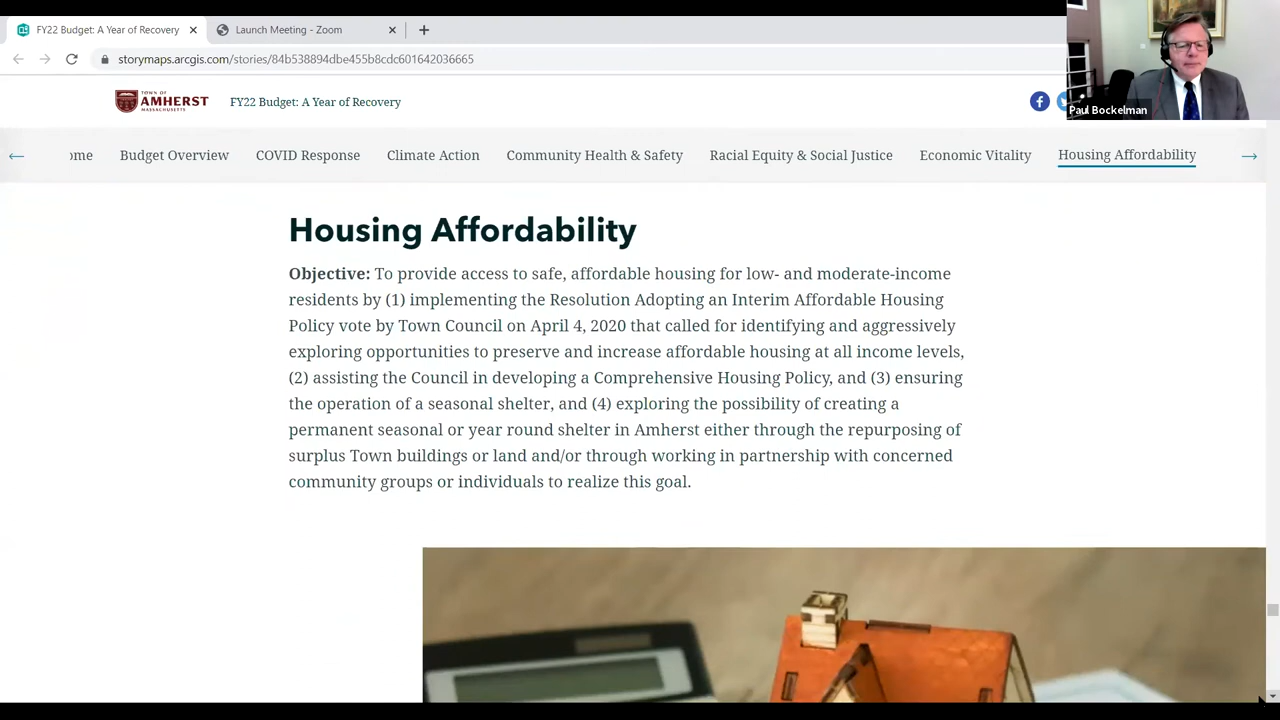 FY22 Budget: A Year of Recovery
Launch Meeting - Zoom
storymaps.arcgis.com/stories/84b538894dbe455b8cdc601642036665
TOWN OF
AMHERST
MASSACHUSETTS
FY22 Budget: A Year of Recovery
Paul Bockelman
ome
Budget Overview
COVID Response
Climate Action
Community Health & Safety
Racial Equity & Social Justice
Economic Vitality
Housing Affordability
Housing Affordability
Objective: To provide access to safe, affordable housing for low- and moderate-income
residents by (1) implementing the Resolution Adopting an Interim Affordable Housing
Policy vote by Town Council on April 4, 2020 that called for identifying and aggressively
exploring opportunities to preserve and increase affordable housing at all income levels,
(2) assisting the Council in developing a Comprehensive Housing Policy, and (3) ensuring
the operation of a seasonal shelter, and (4) exploring the possibility of creating a
permanent seasonal or year round shelter in Amherst either through the repurposing of
surplus Town buildings or land and/or through working in partnership with concerned
community groups or individuals to realize this goal.